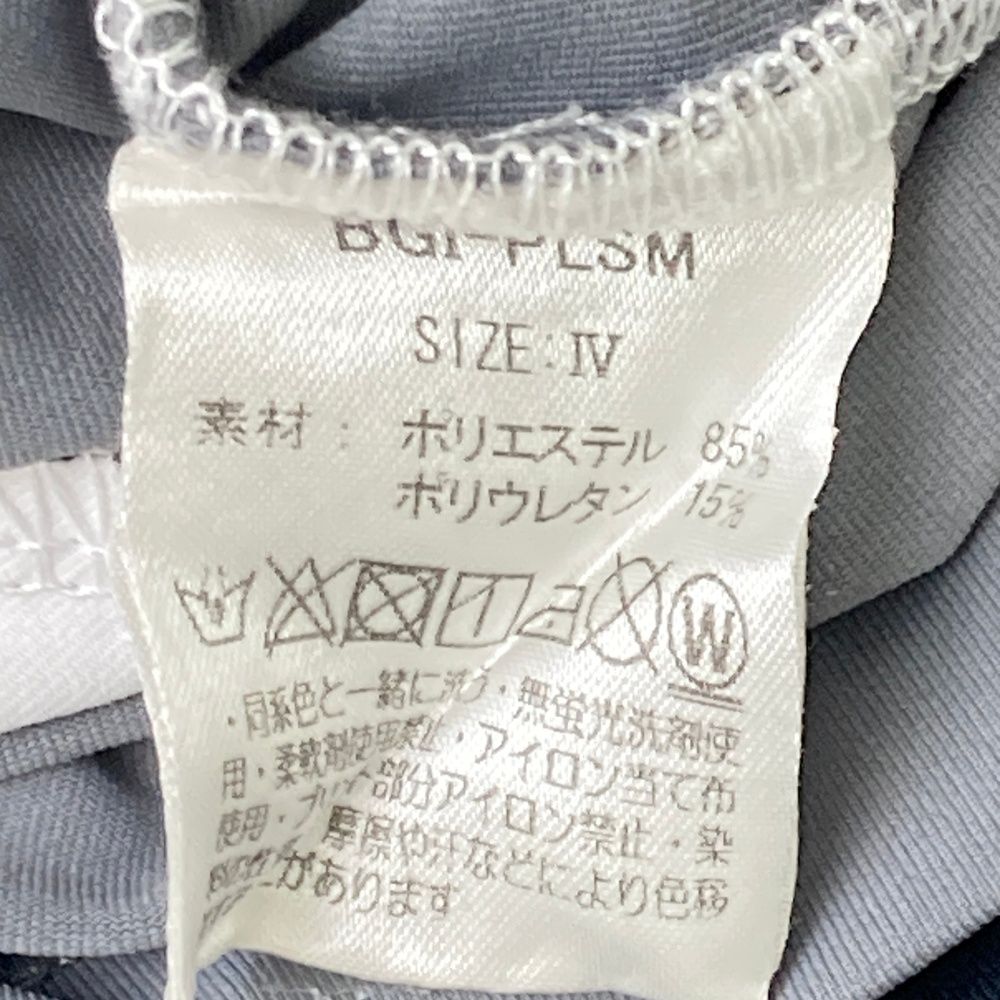 BGI-PLSM
SIZE:Ⅳ
素材: ポリエステル 85%
ポリウレタン 15%
・同系色と一緒に洗う・無蛍光洗剤使
用・柔軟剤使用禁止・アイロン当て布
使用・プリント部分アイロン禁止・染
摩擦や汗などにより色移
があります